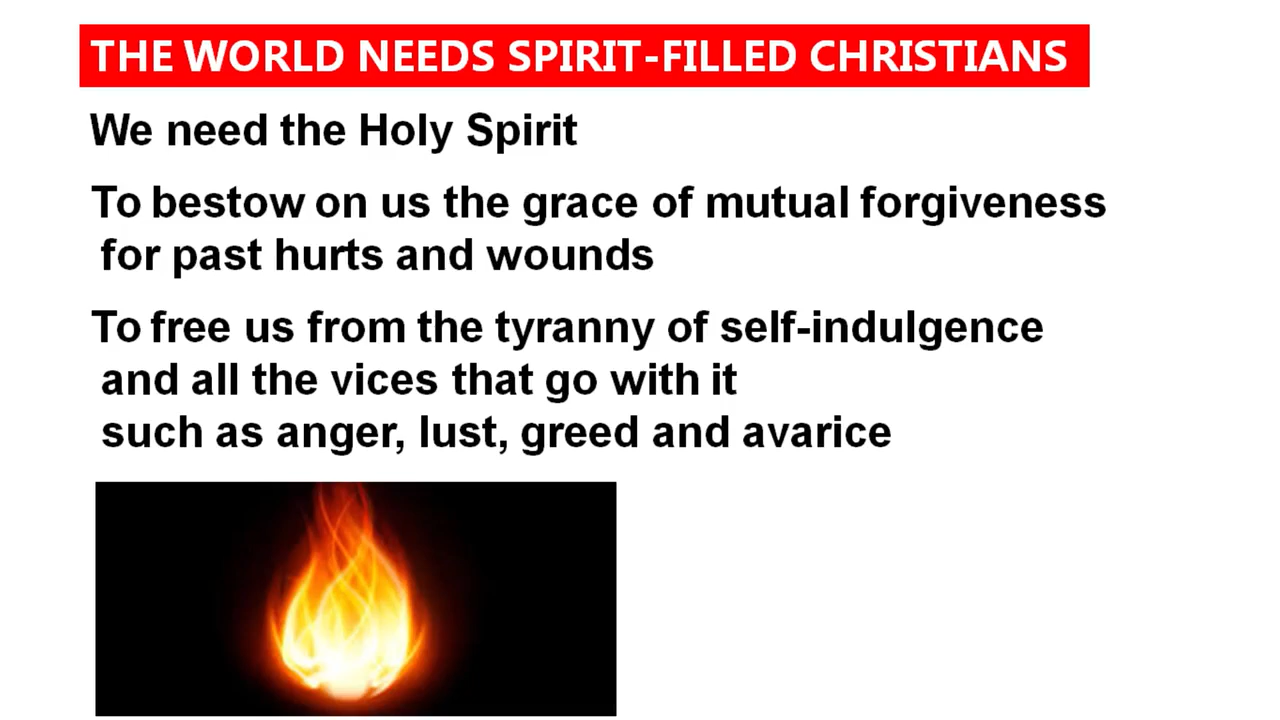 THE WORLD NEEDS SPIRIT-FILLED CHRISTIANS
We need the Holy Spirit
To bestow on us the grace of mutual forgiveness
for past hurts and wounds
To free us from the tyranny of self-indulgence
and all the vices that go with it
such as anger, lust, greed and avarice